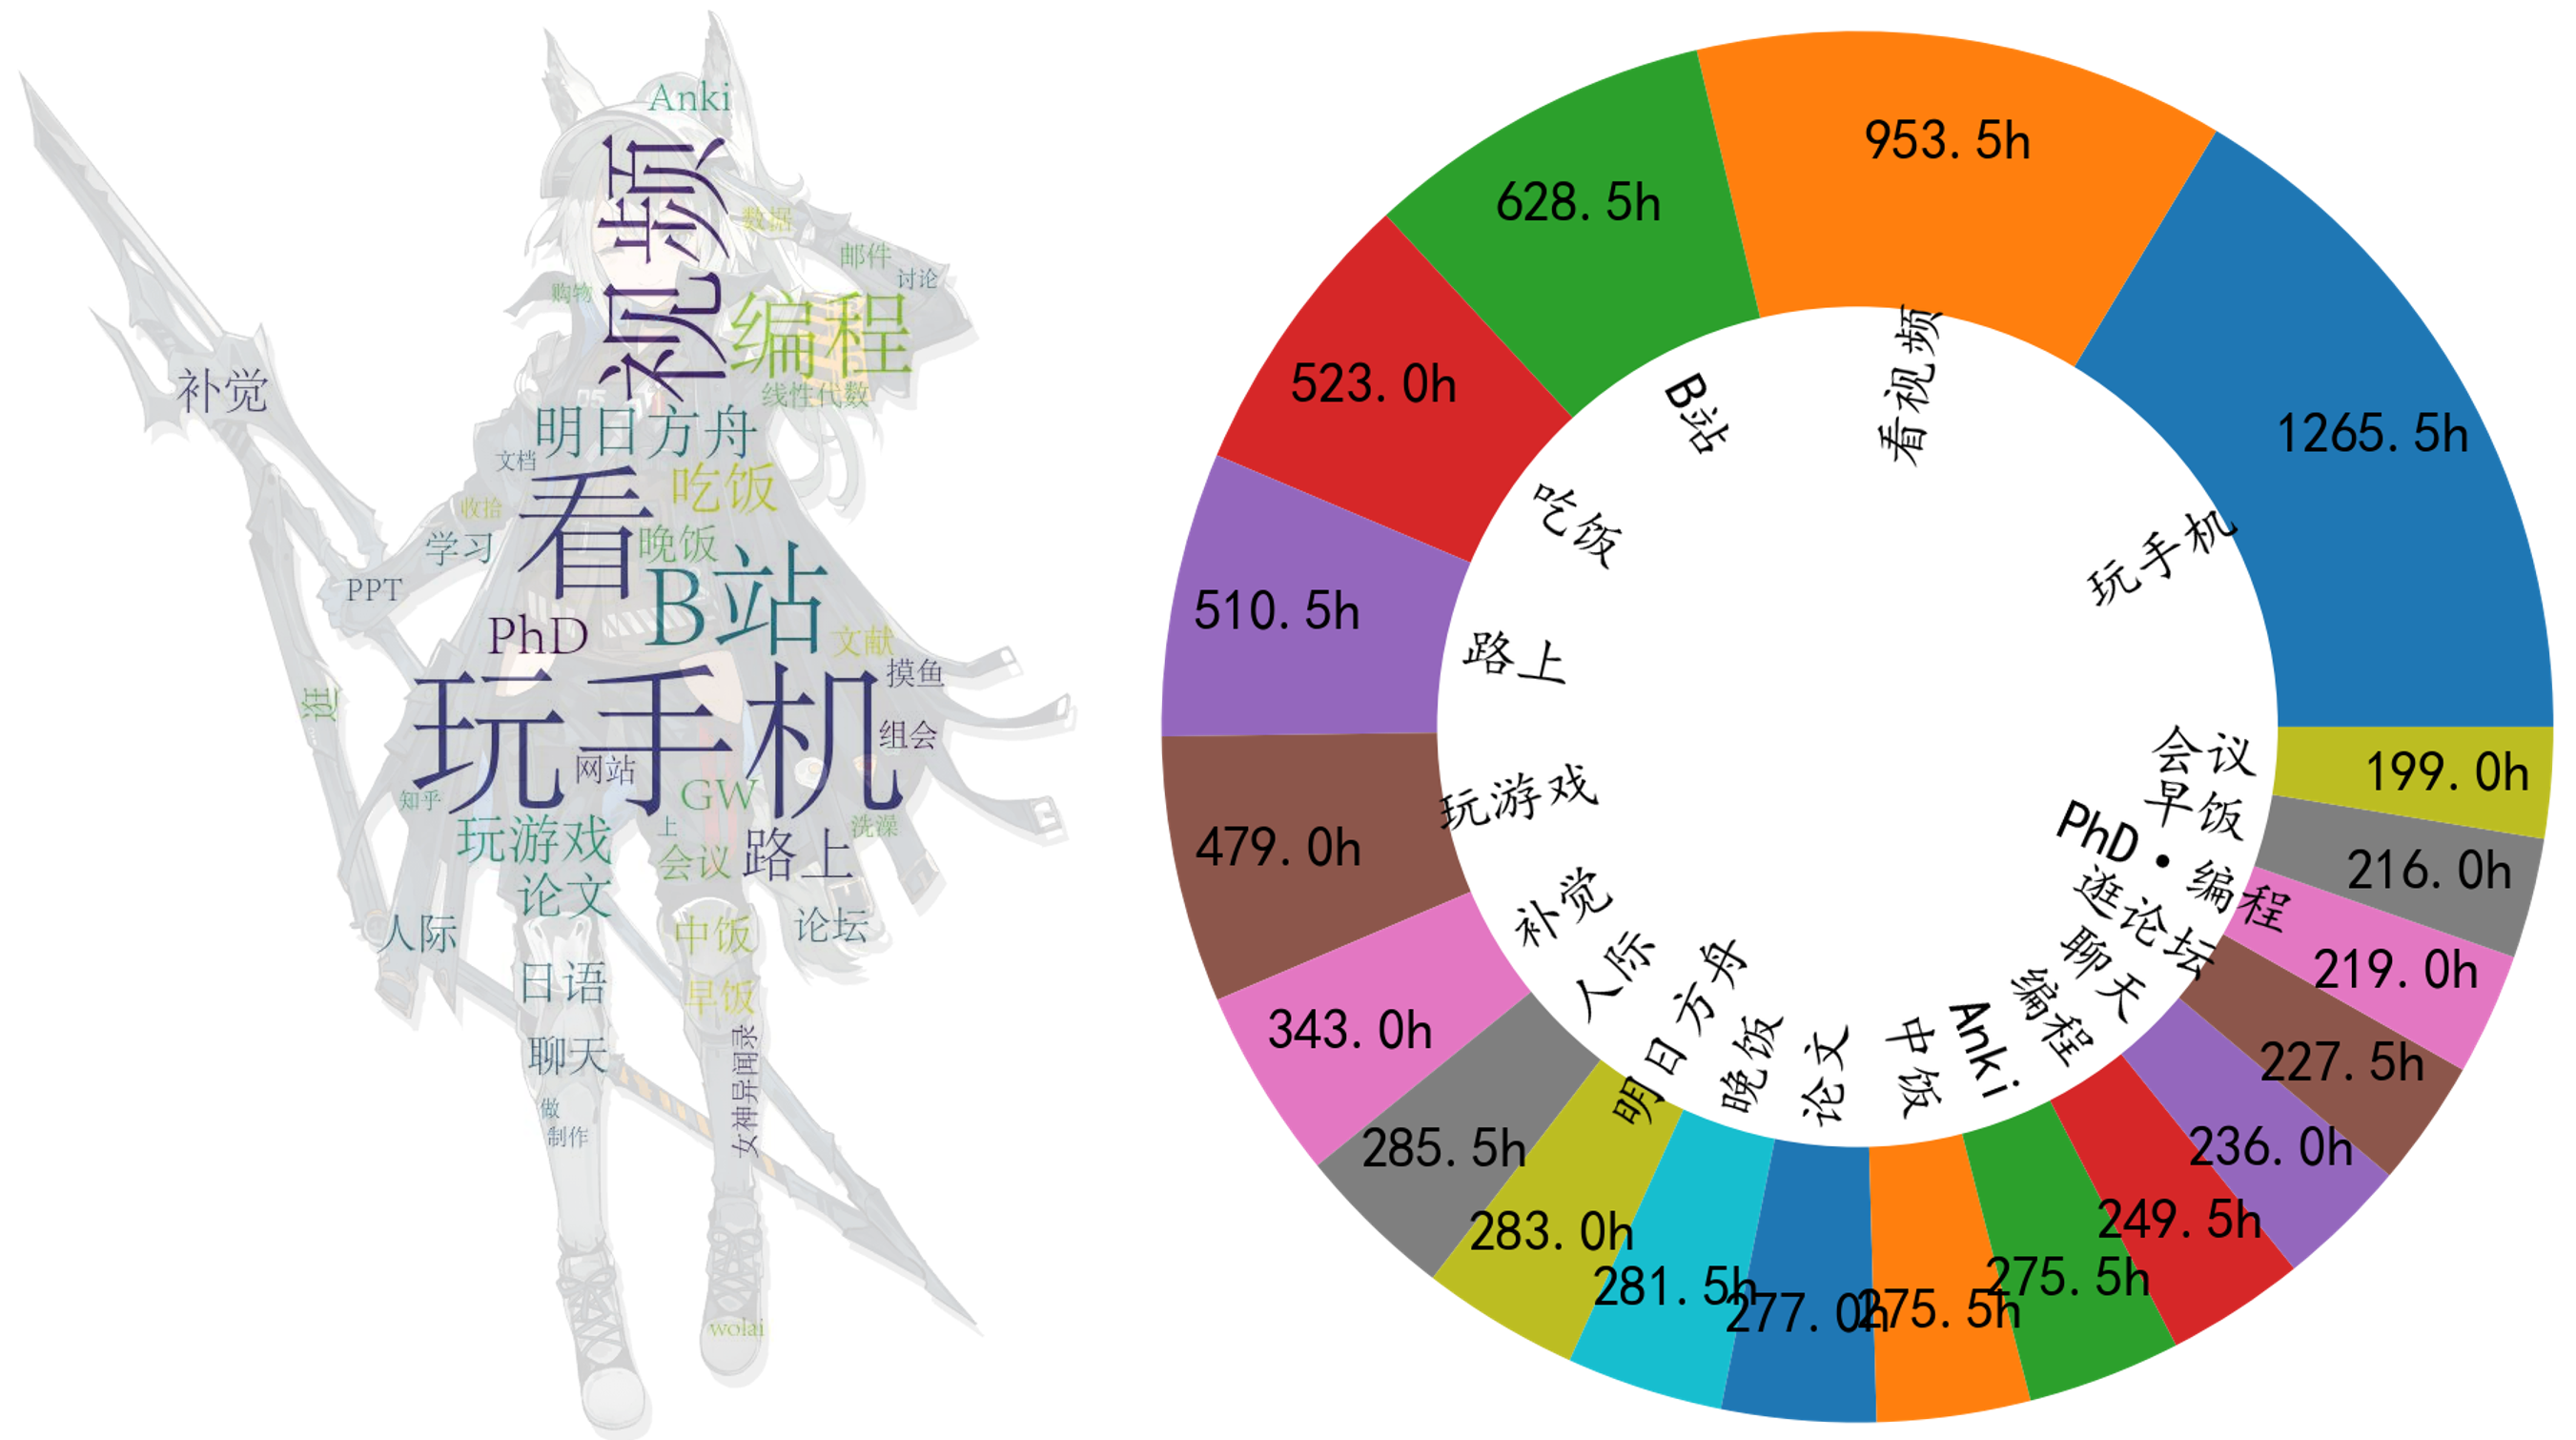 Anki
视频
数据
邮件
讨论
购物
编程
补觉
线性代数
明日方舟
文档
吃饭
看
收拾
晚饭
学习
B站
PPT
PhD
文献
摸鱼
逛
玩手机
组会
网站
知乎
GW
洗澡
玩游戏
上
会议
路上
论文
人际
中饭
论坛
日语
早饭
聊天
女神异闻录
做
制作
wolai
953.5h
628.5h
523.0h
510.5h
479.0h
343.0h
285.5h
283.0h
281.5h
277.0h
275.5h
275.5h
249.5h
236.0h
227.5h
219.0h
216.0h
199.0h
1265.5h
看视频
B站
吃饭
路上
玩游戏
补觉
人际
明日方舟
晚饭
论文
中饭
Anki
编程
聊天
逛论坛
PhD·编程
早饭
会议
玩手机